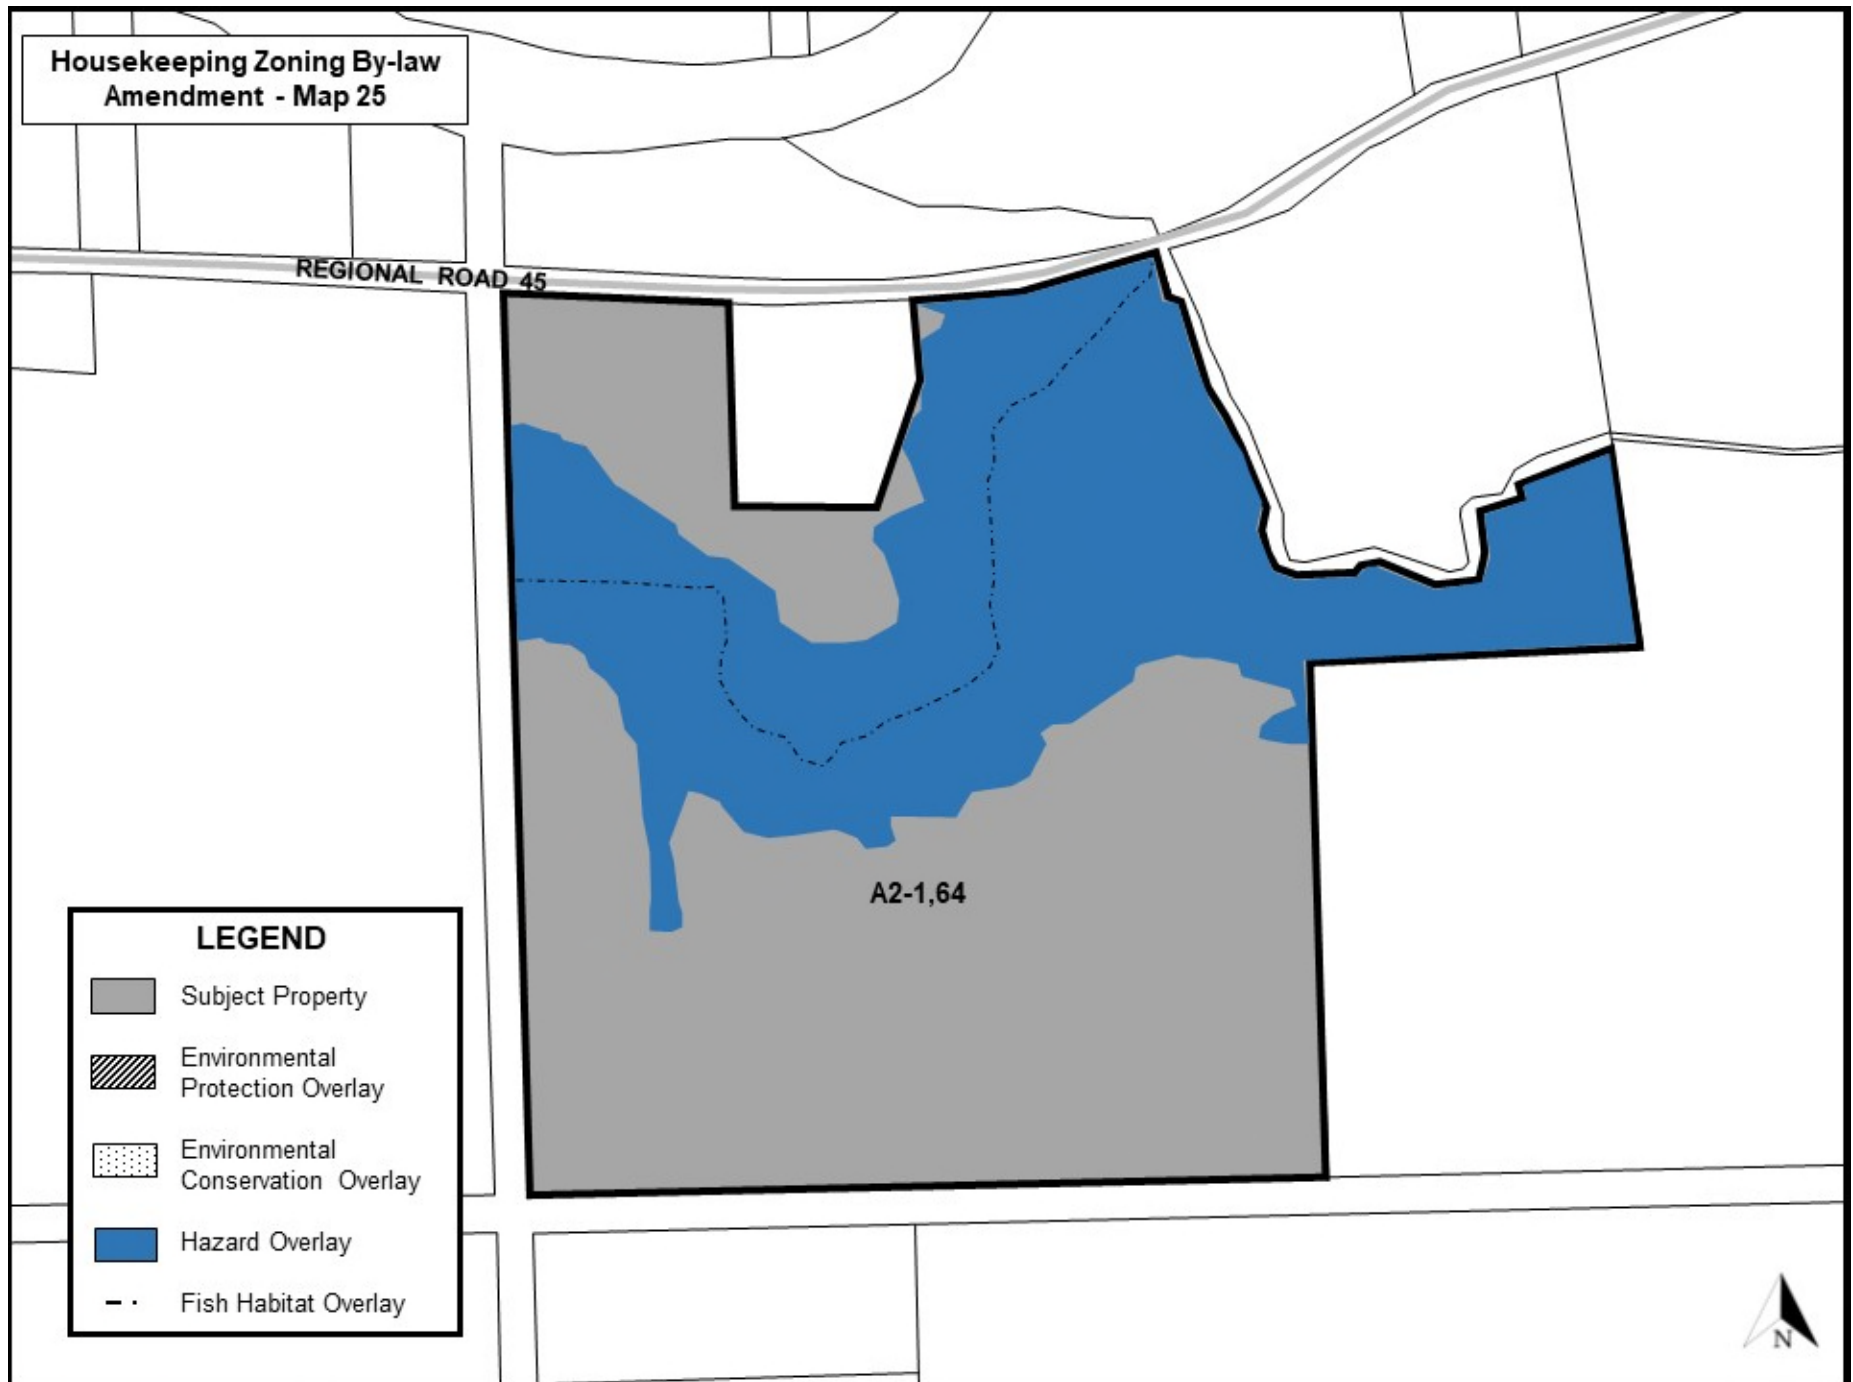 Housekeeping Zoning By-law
Amendment - Map 25
REGIONAL ROAD 45
A2-1,64
LEGEND
Subject Property
Environmental
Protection Overlay
Environmental
Conservation Overlay
Hazard Overlay
Fish Habitat Overlay
N